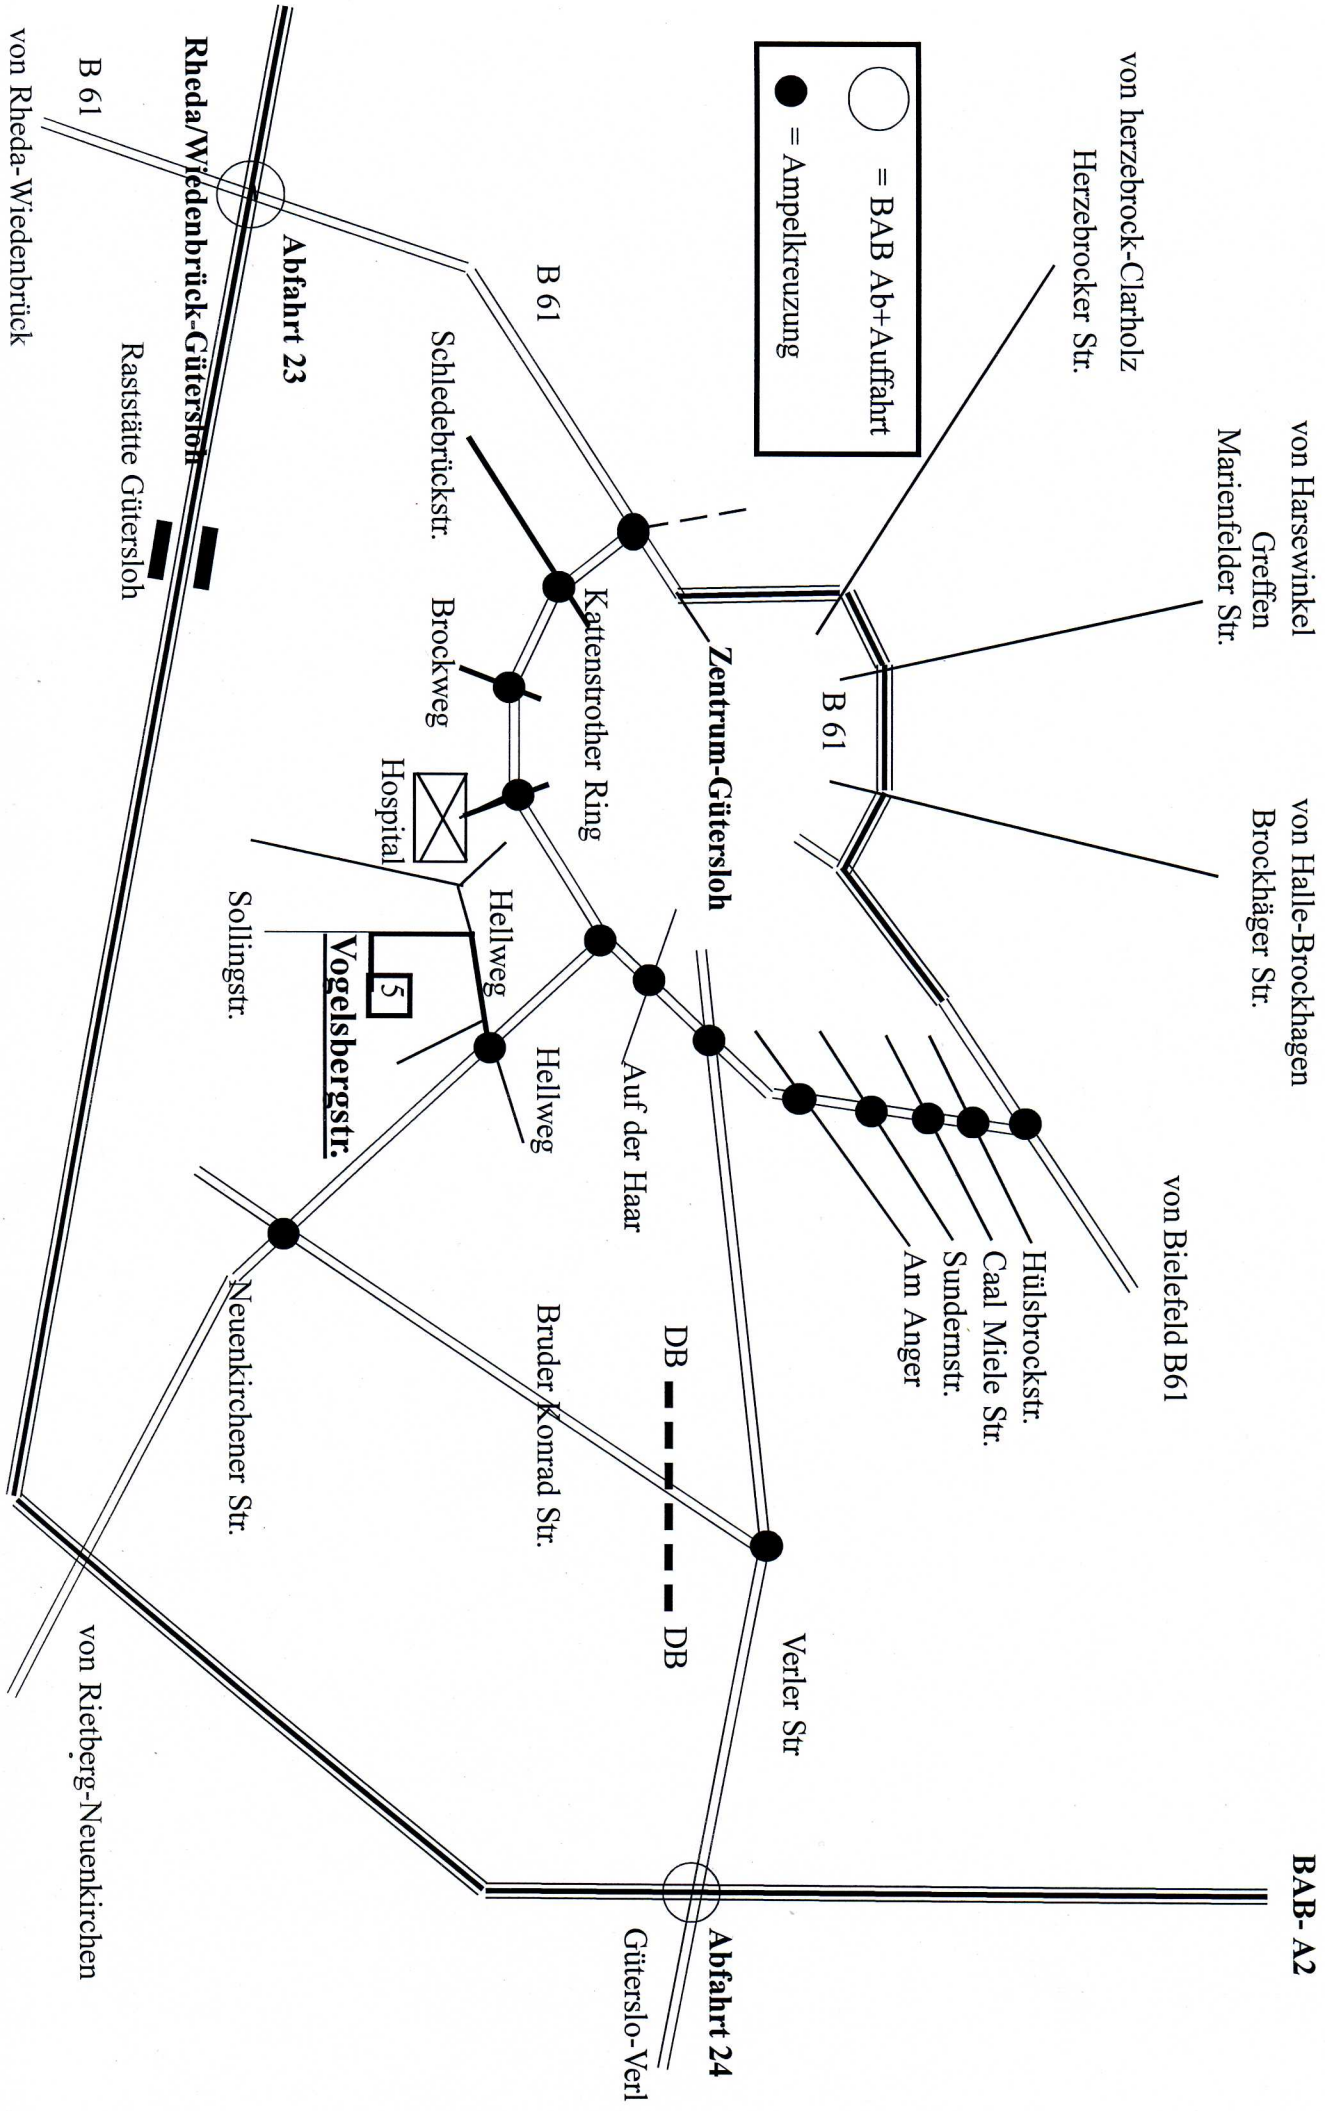 BAB- A2
von Harsewinkel
Greffen
Marienfelder Str.
von Halle-Brockhagen
Brockhäger Str.
von herzebrock-Clarholz
Herzebrocker Str.
von Bielefeld B61
= BAB Ab+Auffahrt
= Ampelkreuzung
Hülsbrockstr.
Caal Miele Str.
Sundernstr.
Am Anger
B 61
Verler Str
Zentrum-Gütersloh
Abfahrt 24
Güterslo-Verl
DB
DB
Auf der Haar
Kattenstrother Ring
B 61
Hellweg
Hellweg
Bruder Konrad Str.
Schledebrückstr.
Brockweg
Hospital
5
Vogelsbergstr.
Abfahrt 23
Sollingstr.
Neuenkirchener Str.
Rheda/Wiedenbrück-Gütersloh
Raststätte Gütersloh
B 61
von Rietberg-Neuenkirchen
von Rheda-Wiedenbrück